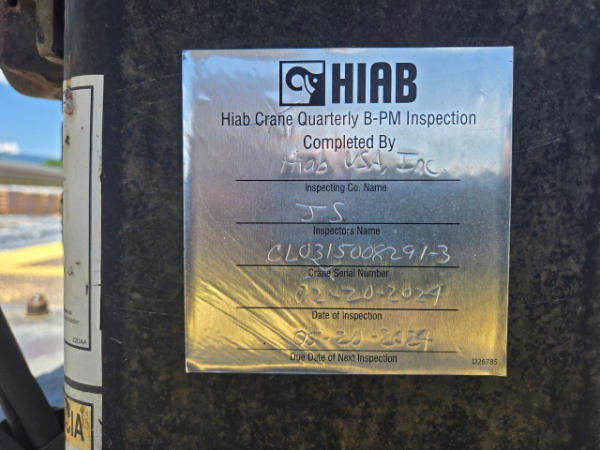 HIAB
Hiab Crane Quarterly B-PM Inspection
Completed By
Hiab USA, Inc.
Inspecting Co. Name
J S
Inspectors Name
CL0315008291-3
Crane Serial Number
02-20-2024
Date of Inspection
05-20-2024
Due Date of Next Inspection
D26785
CIA